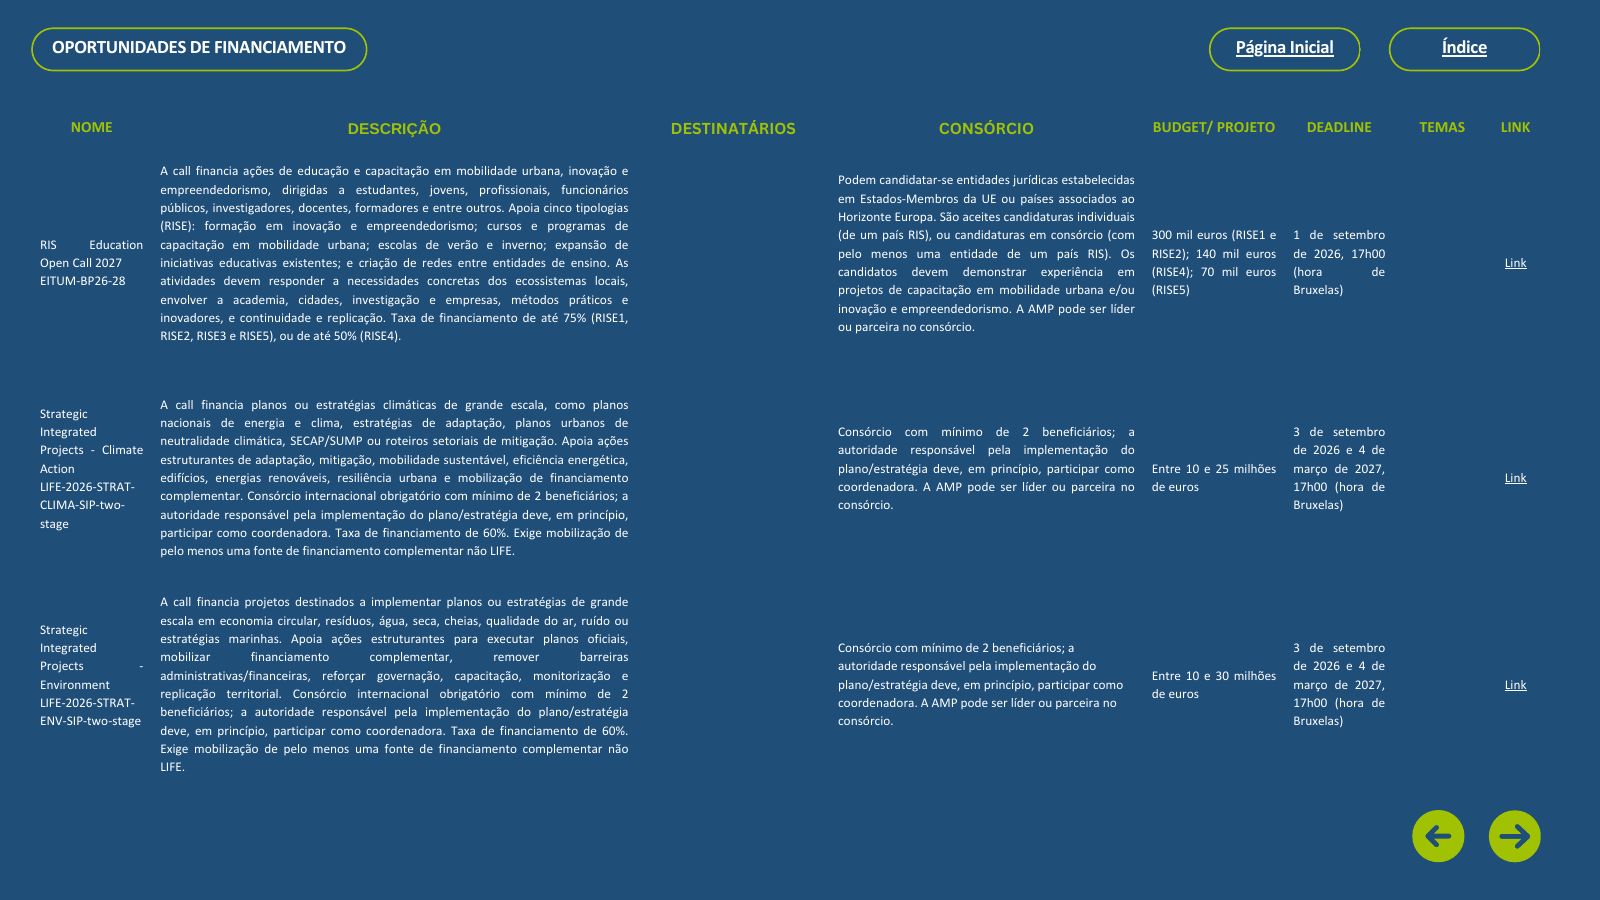 OPORTUNIDADES DE FINANCIAMENTO
Página Inicial
Índice
NOME
DESCRIÇÃO
DESTINATÁRIOS
CONSÓRCIO
BUDGET/ PROJETO
DEADLINE
TEMAS
LINK
RIS Education
Open Call 2027
EITUM-BP26-28
A call financia ações de educação e capacitação em mobilidade urbana, inovação e
empreendedorismo, dirigidas a estudantes, jovens, profissionais, funcionários
públicos, investigadores, docentes, formadores e entre outros. Apoia cinco tipologias
(RISE): formação em inovação e empreendedorismo; cursos e programas de
capacitação em mobilidade urbana; escolas de verão e inverno; expansão de
iniciativas educativas existentes; e criação de redes entre entidades de ensino. As
atividades devem responder a necessidades concretas dos ecossistemas locais,
envolver a academia, cidades, investigação e empresas, métodos práticos e
inovadores, e continuidade e replicação. Taxa de financiamento de até 75% (RISE1,
RISE2, RISE3 e RISE5), ou de até 50% (RISE4).
Podem candidatar-se entidades jurídicas estabelecidas
em Estados-Membros da UE ou países associados ao
Horizonte Europa. São aceites candidaturas individuais
(de um país RIS), ou candidaturas em consórcio (com
pelo menos uma entidade de um país RIS). Os
candidatos devem demonstrar experiência em
projetos de capacitação em mobilidade urbana e/ou
inovação e empreendedorismo. A AMP pode ser líder
ou parceira no consórcio.
300 mil euros (RISE1 e
RISE2); 140 mil euros
(RISE4); 70 mil euros
(RISE5)
1 de setembro
de 2026, 17h00
(hora de
Bruxelas)
Link
Strategic
Integrated
Projects - Climate
Action
LIFE-2026-STRAT-
CLIMA-SIP-two-
stage
A call financia planos ou estratégias climáticas de grande escala, como planos
nacionais de energia e clima, estratégias de adaptação, planos urbanos de
neutralidade climática, SECAP/SUMP ou roteiros setoriais de mitigação. Apoia ações
estruturantes de adaptação, mitigação, mobilidade sustentável, eficiência energética,
edifícios, energias renováveis, resiliência urbana e mobilização de financiamento
complementar. Consórcio internacional obrigatório com mínimo de 2 beneficiários; a
autoridade responsável pela implementação do plano/estratégia deve, em princípio,
participar como coordenadora. Taxa de financiamento de 60%. Exige mobilização de
pelo menos uma fonte de financiamento complementar não LIFE.
Consórcio com mínimo de 2 beneficiários; a
autoridade responsável pela implementação do
plano/estratégia deve, em princípio, participar como
coordenadora. A AMP pode ser líder ou parceira no
consórcio.
Entre 10 e 25 milhões
de euros
3 de setembro
de 2026 e 4 de
março de 2027,
17h00 (hora de
Bruxelas)
Link
Strategic
Integrated
Projects -
Environment
LIFE-2026-STRAT-
ENV-SIP-two-stage
A call financia projetos destinados a implementar planos ou estratégias de grande
escala em economia circular, resíduos, água, seca, cheias, qualidade do ar, ruído ou
estratégias marinhas. Apoia ações estruturantes para executar planos oficiais,
mobilizar financiamento complementar, remover barreiras
administrativas/financeiras, reforçar governação, capacitação, monitorização e
replicação territorial. Consórcio internacional obrigatório com mínimo de 2
beneficiários; a autoridade responsável pela implementação do plano/estratégia
deve, em princípio, participar como coordenadora. Taxa de financiamento de 60%.
Exige mobilização de pelo menos uma fonte de financiamento complementar não
LIFE.
Consórcio com mínimo de 2 beneficiários; a
autoridade responsável pela implementação do
plano/estratégia deve, em princípio, participar como
coordenadora. A AMP pode ser líder ou parceira no
consórcio.
Entre 10 e 30 milhões
de euros
3 de setembro
de 2026 e 4 de
março de 2027,
17h00 (hora de
Bruxelas)
Link